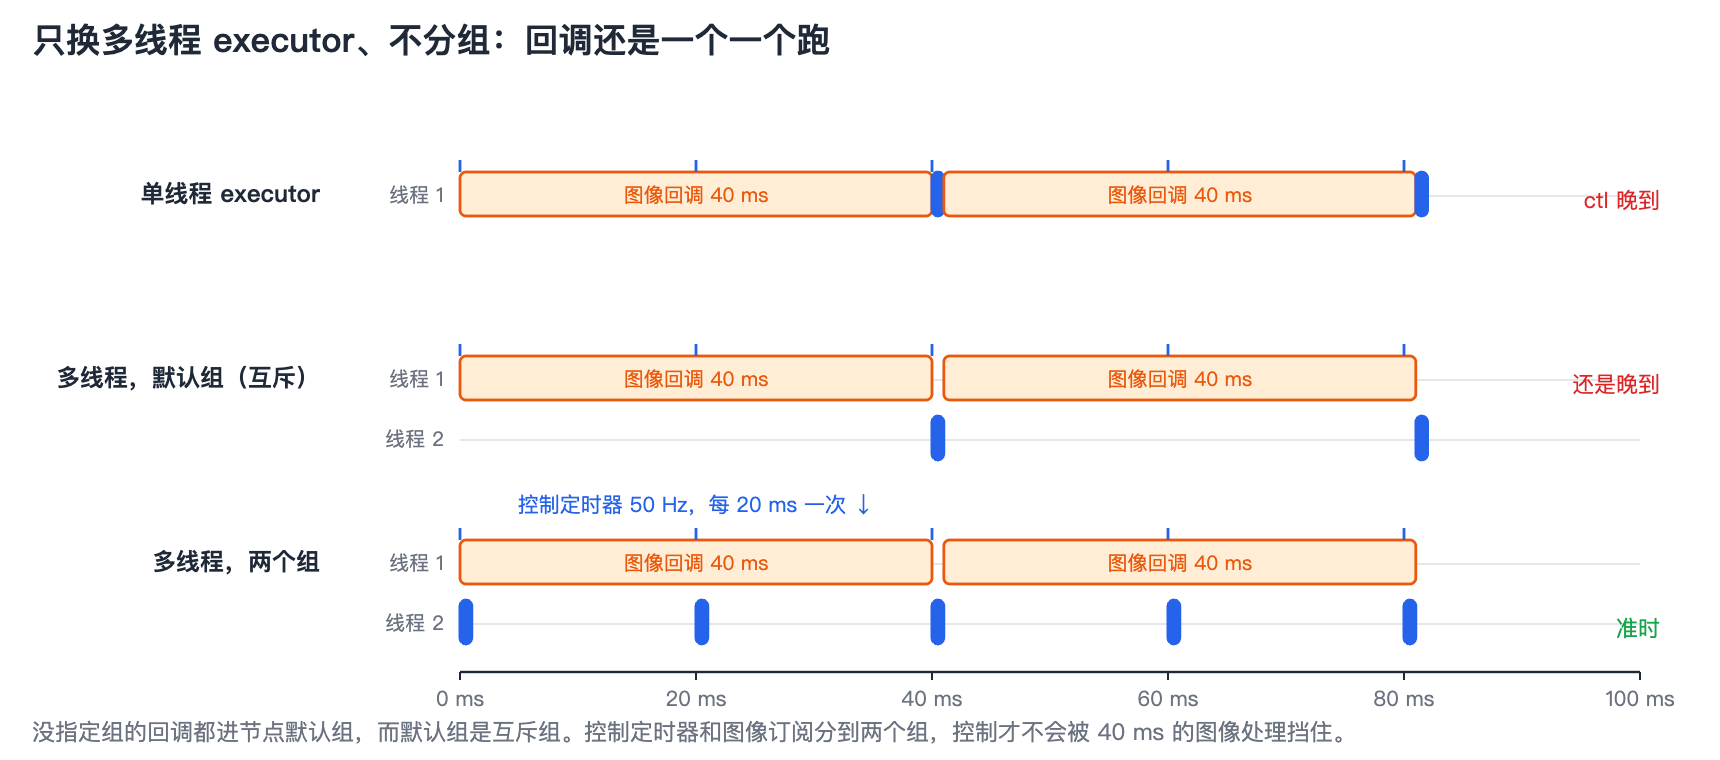 只换多线程 executor、不分组：回调还是一个一个跑
单线程 executor
线程 1
图像回调 40 ms
图像回调 40 ms
ctl 晚到
多线程，默认组（互斥）
线程 1
图像回调 40 ms
图像回调 40 ms
还是晚到
线程 2
控制定时器 50 Hz，每 20 ms 一次 ↓
多线程，两个组
线程 1
图像回调 40 ms
图像回调 40 ms
线程 2
准时
0 ms
20 ms
40 ms
60 ms
80 ms
100 ms
没指定组的回调都进节点默认组，而默认组是互斥组。控制定时器和图像订阅分到两个组，控制才不会被 40 ms 的图像处理挡住。